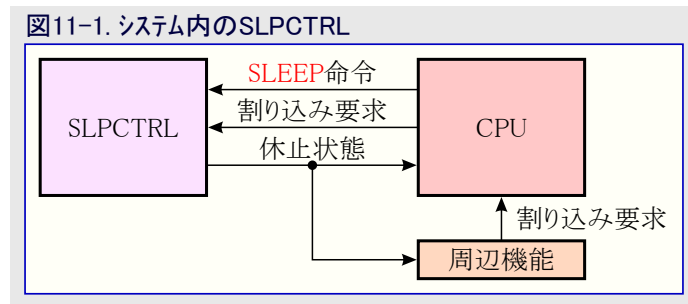 図11-1. システム内のSLPCTRL
SLEEP命令
割り込み要求
SLPCTRL
CPU
休止状態
割り込み要求
周辺機能